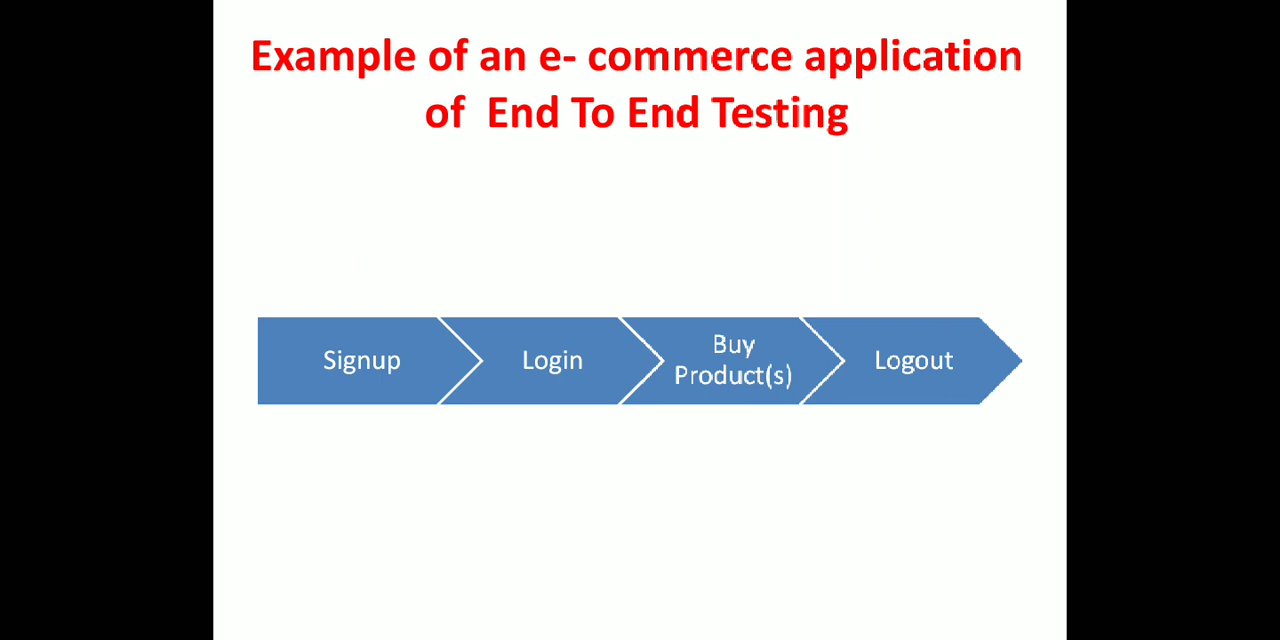 Example of an e- commerce application
of End To End Testing
Signup
Login
Buy
Product(s)
Logout